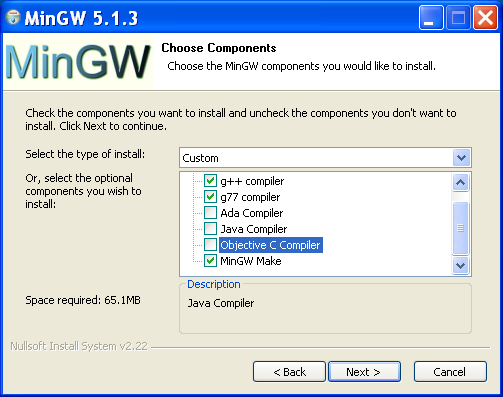 MinGW 5.1.3
MinGW
Choose Components
Choose the MinGW components you would like to install.
Check the components you want to install and uncheck the components you don't want to
install. Click Next to continue.
Select the type of install:
Custom
Or, select the optional
components you wish to
install:
g++ compiler
g77 compiler
Ada Compiler
Java Compiler
Objective C Compiler
MinGW Make
Space required: 65.1MB
Description
Java Compiler
Nullsoft Install System v2.22
< Back
Next >
Cancel